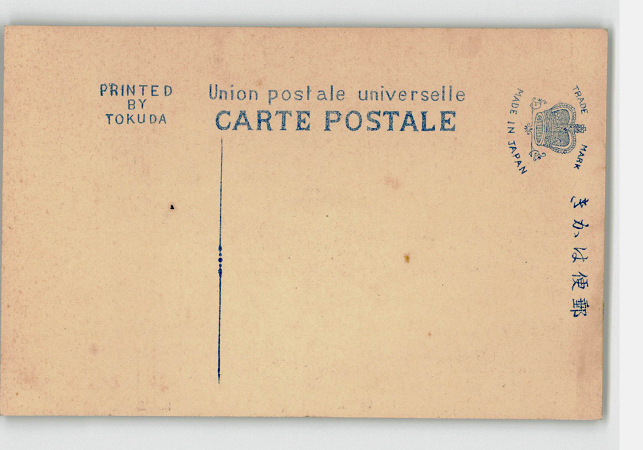 PRINTED
BY
TOKUDA
Union postale universelle
CARTE POSTALE
TRADE MARK
MADE IN JAPAN
きかは便郵